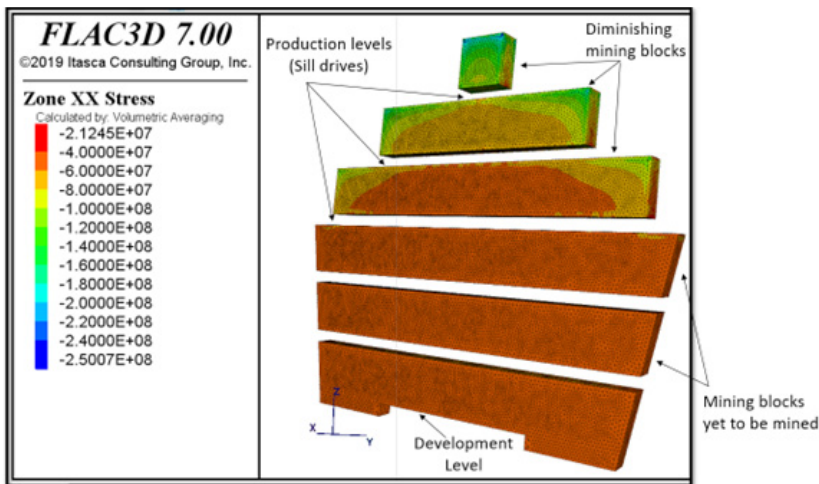 FLAC3D 7.00
©2019 Itasca Consulting Group, Inc.
Zone XX Stress
Calculated by: Volumetric Averaging
-2.1245E+07
-4.0000E+07
-6.0000E+07
-8.0000E+07
-1.0000E+08
-1.2000E+08
-1.4000E+08
-1.6000E+08
-1.8000E+08
-2.0000E+08
-2.2000E+08
-2.4000E+08
-2.5007E+08
Production levels
(Sill drives)
Diminishing
mining blocks
Mining blocks
yet to be mined
Development
Level
Z
X
Y